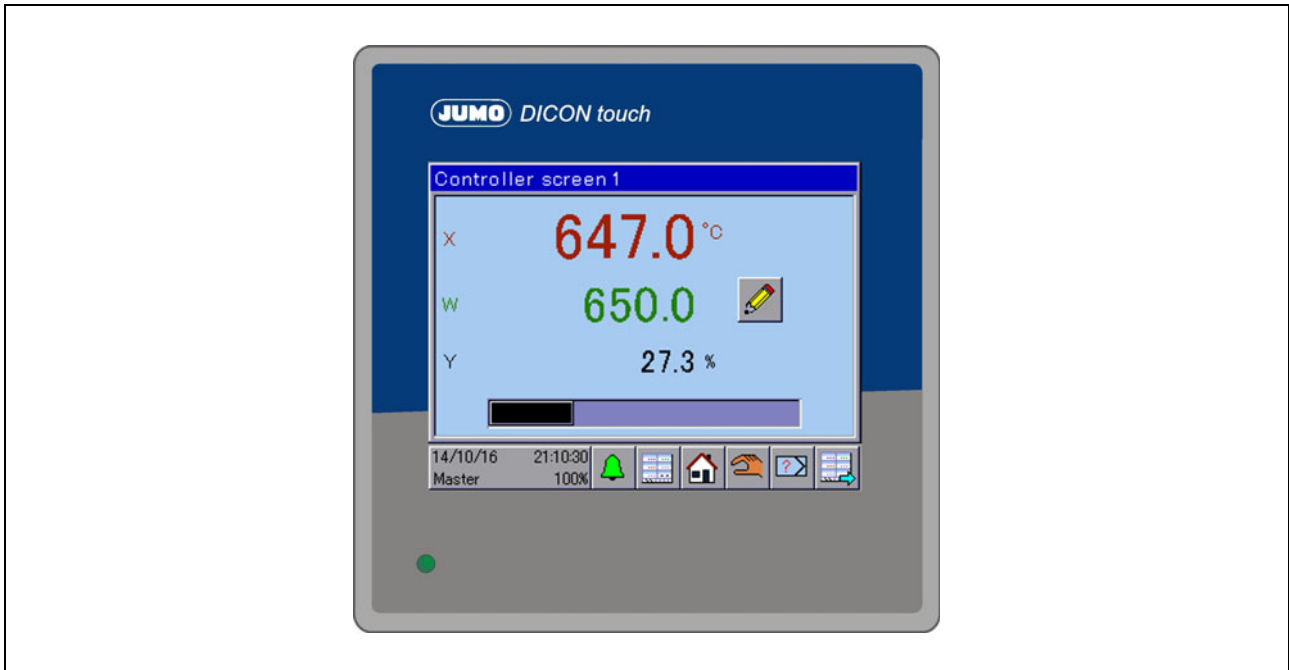 JUMO DICON touch
Controller screen 1
X 647.0 °C
W 650.0
Y 27.3 %
14/10/16 21:10:30
Master 100%
?